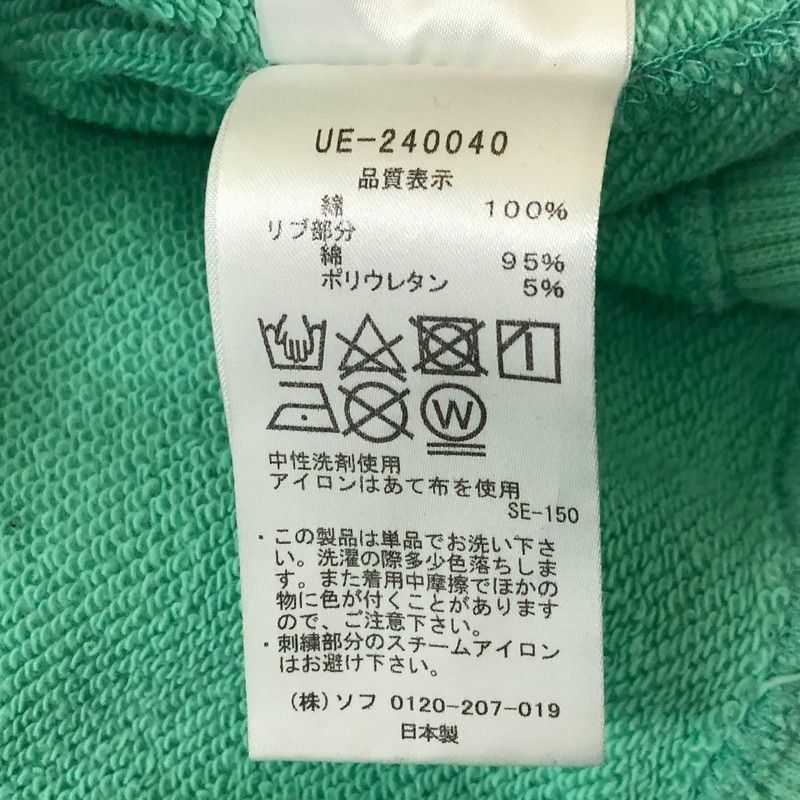 UE-240040
品質表示
綿 100%
リブ部分
綿 95%
ポリウレタン 5%
W
中性洗剤使用
アイロンはあて布を使用
SE-150
・この製品は単品でお洗い下さ
い。洗濯の際多少色落ちしま
す。また着用中摩擦でほかの
物に色が付くことがあります
ので、ご注意下さい。
・刺繍部分のスチームアイロン
はお避け下さい。
(株)ソフ 0120-207-019
日本製